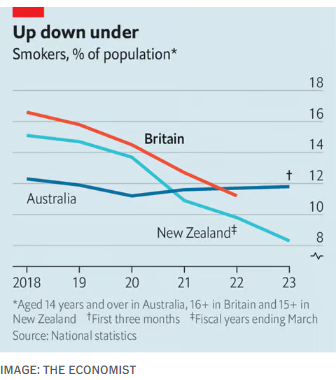 Up down under
Smokers, % of population*
18
16
Britain
14
†
12
Australia
10
New Zealand‡
8
2018 19 20 21 22 23
*Aged 14 years and over in Australia, 16+ in Britain and 15+ in
New Zealand †First three months ‡Fiscal years ending March
Source: National statistics
IMAGE: THE ECONOMIST